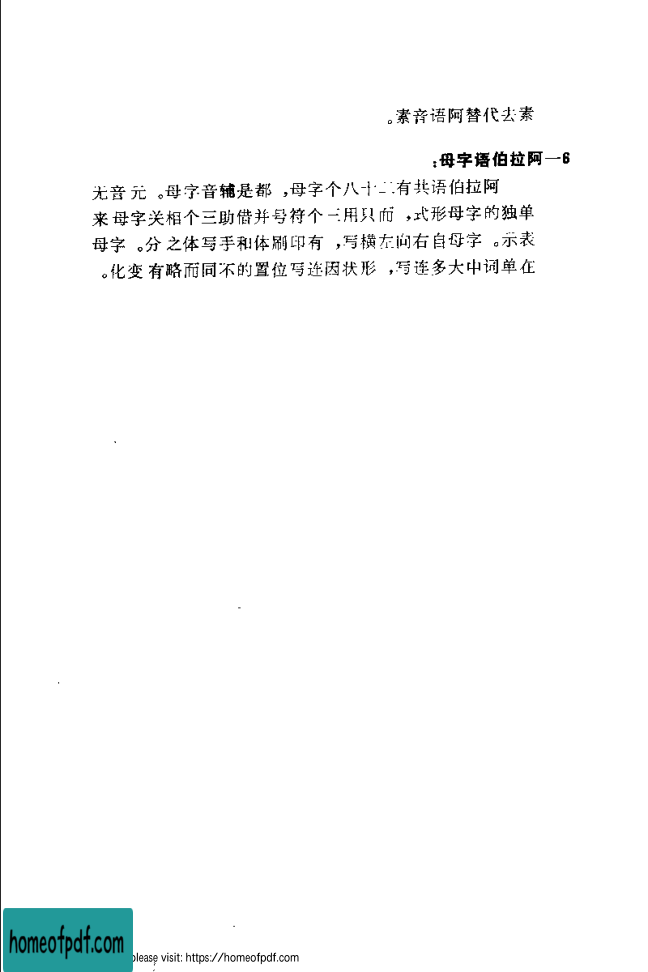 素去代替阿语音素。
6一阿拉伯语字母:
阿拉伯语共有二十八个字母, 都是辅音字母。元音无
单独的字母形式, 而只用三个符号并借助三个相关字母来
表示。字母自右向左横写, 有印刷体和手写体之分。字母
在单词中大多连写, 形状因连写位置的不同而略有变化。
homeofpdf.com
please visit: https://homeofpdf.com